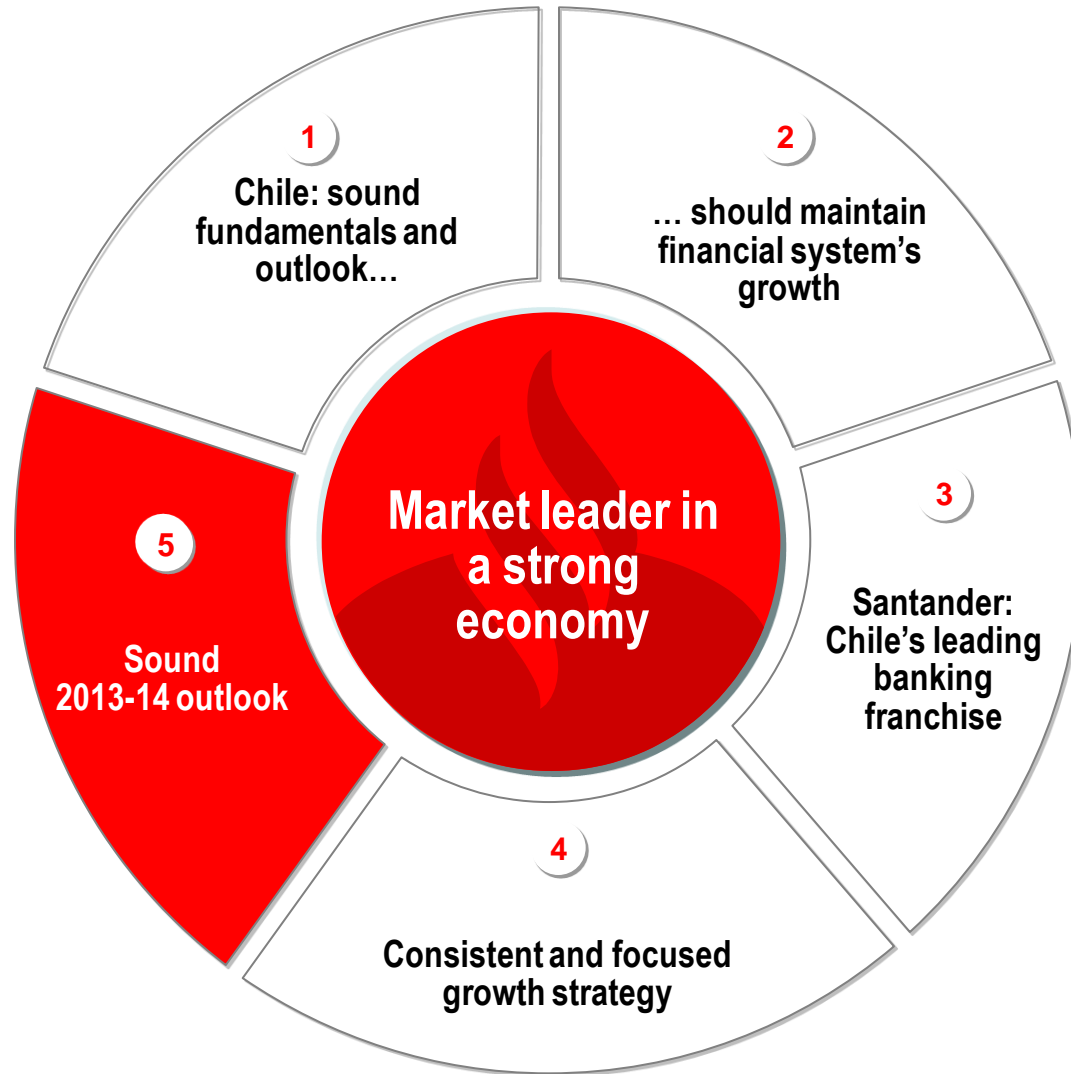 1
Chile: sound
fundamentals and
outlook…
2
… should maintain
financial system’s
growth
3
Santander:
Chile’s leading
banking
franchise
4
Consistent and focused
growth strategy
5
Sound
2013-14 outlook
Market leader in
a strong
economy